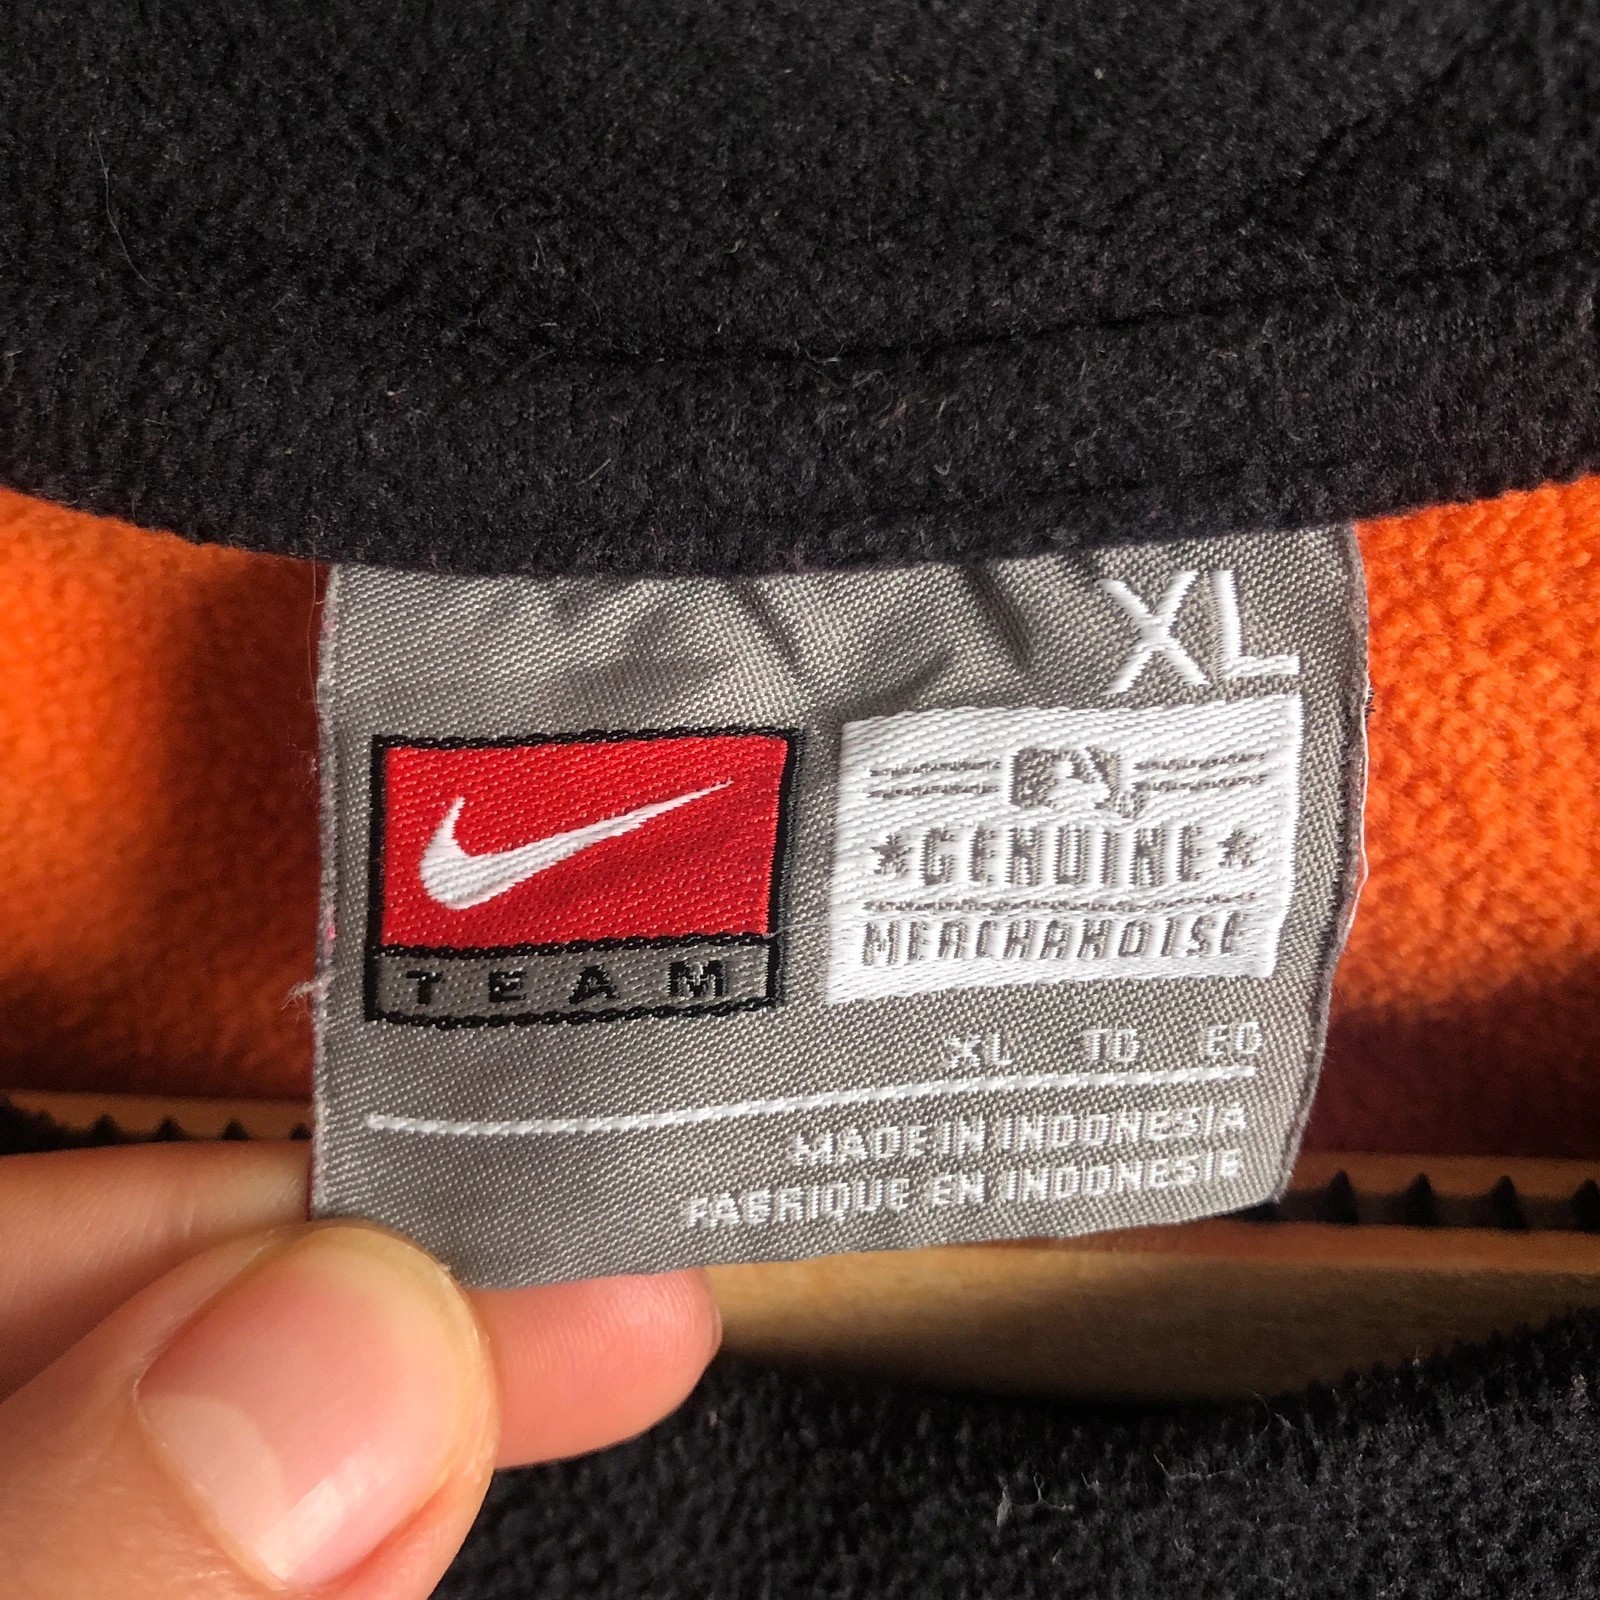 XL
TEAM
GENUINE
MERCHANDISE
XL TG EG
MADE IN INDONESIA
FABRIQUE EN INDONESIE